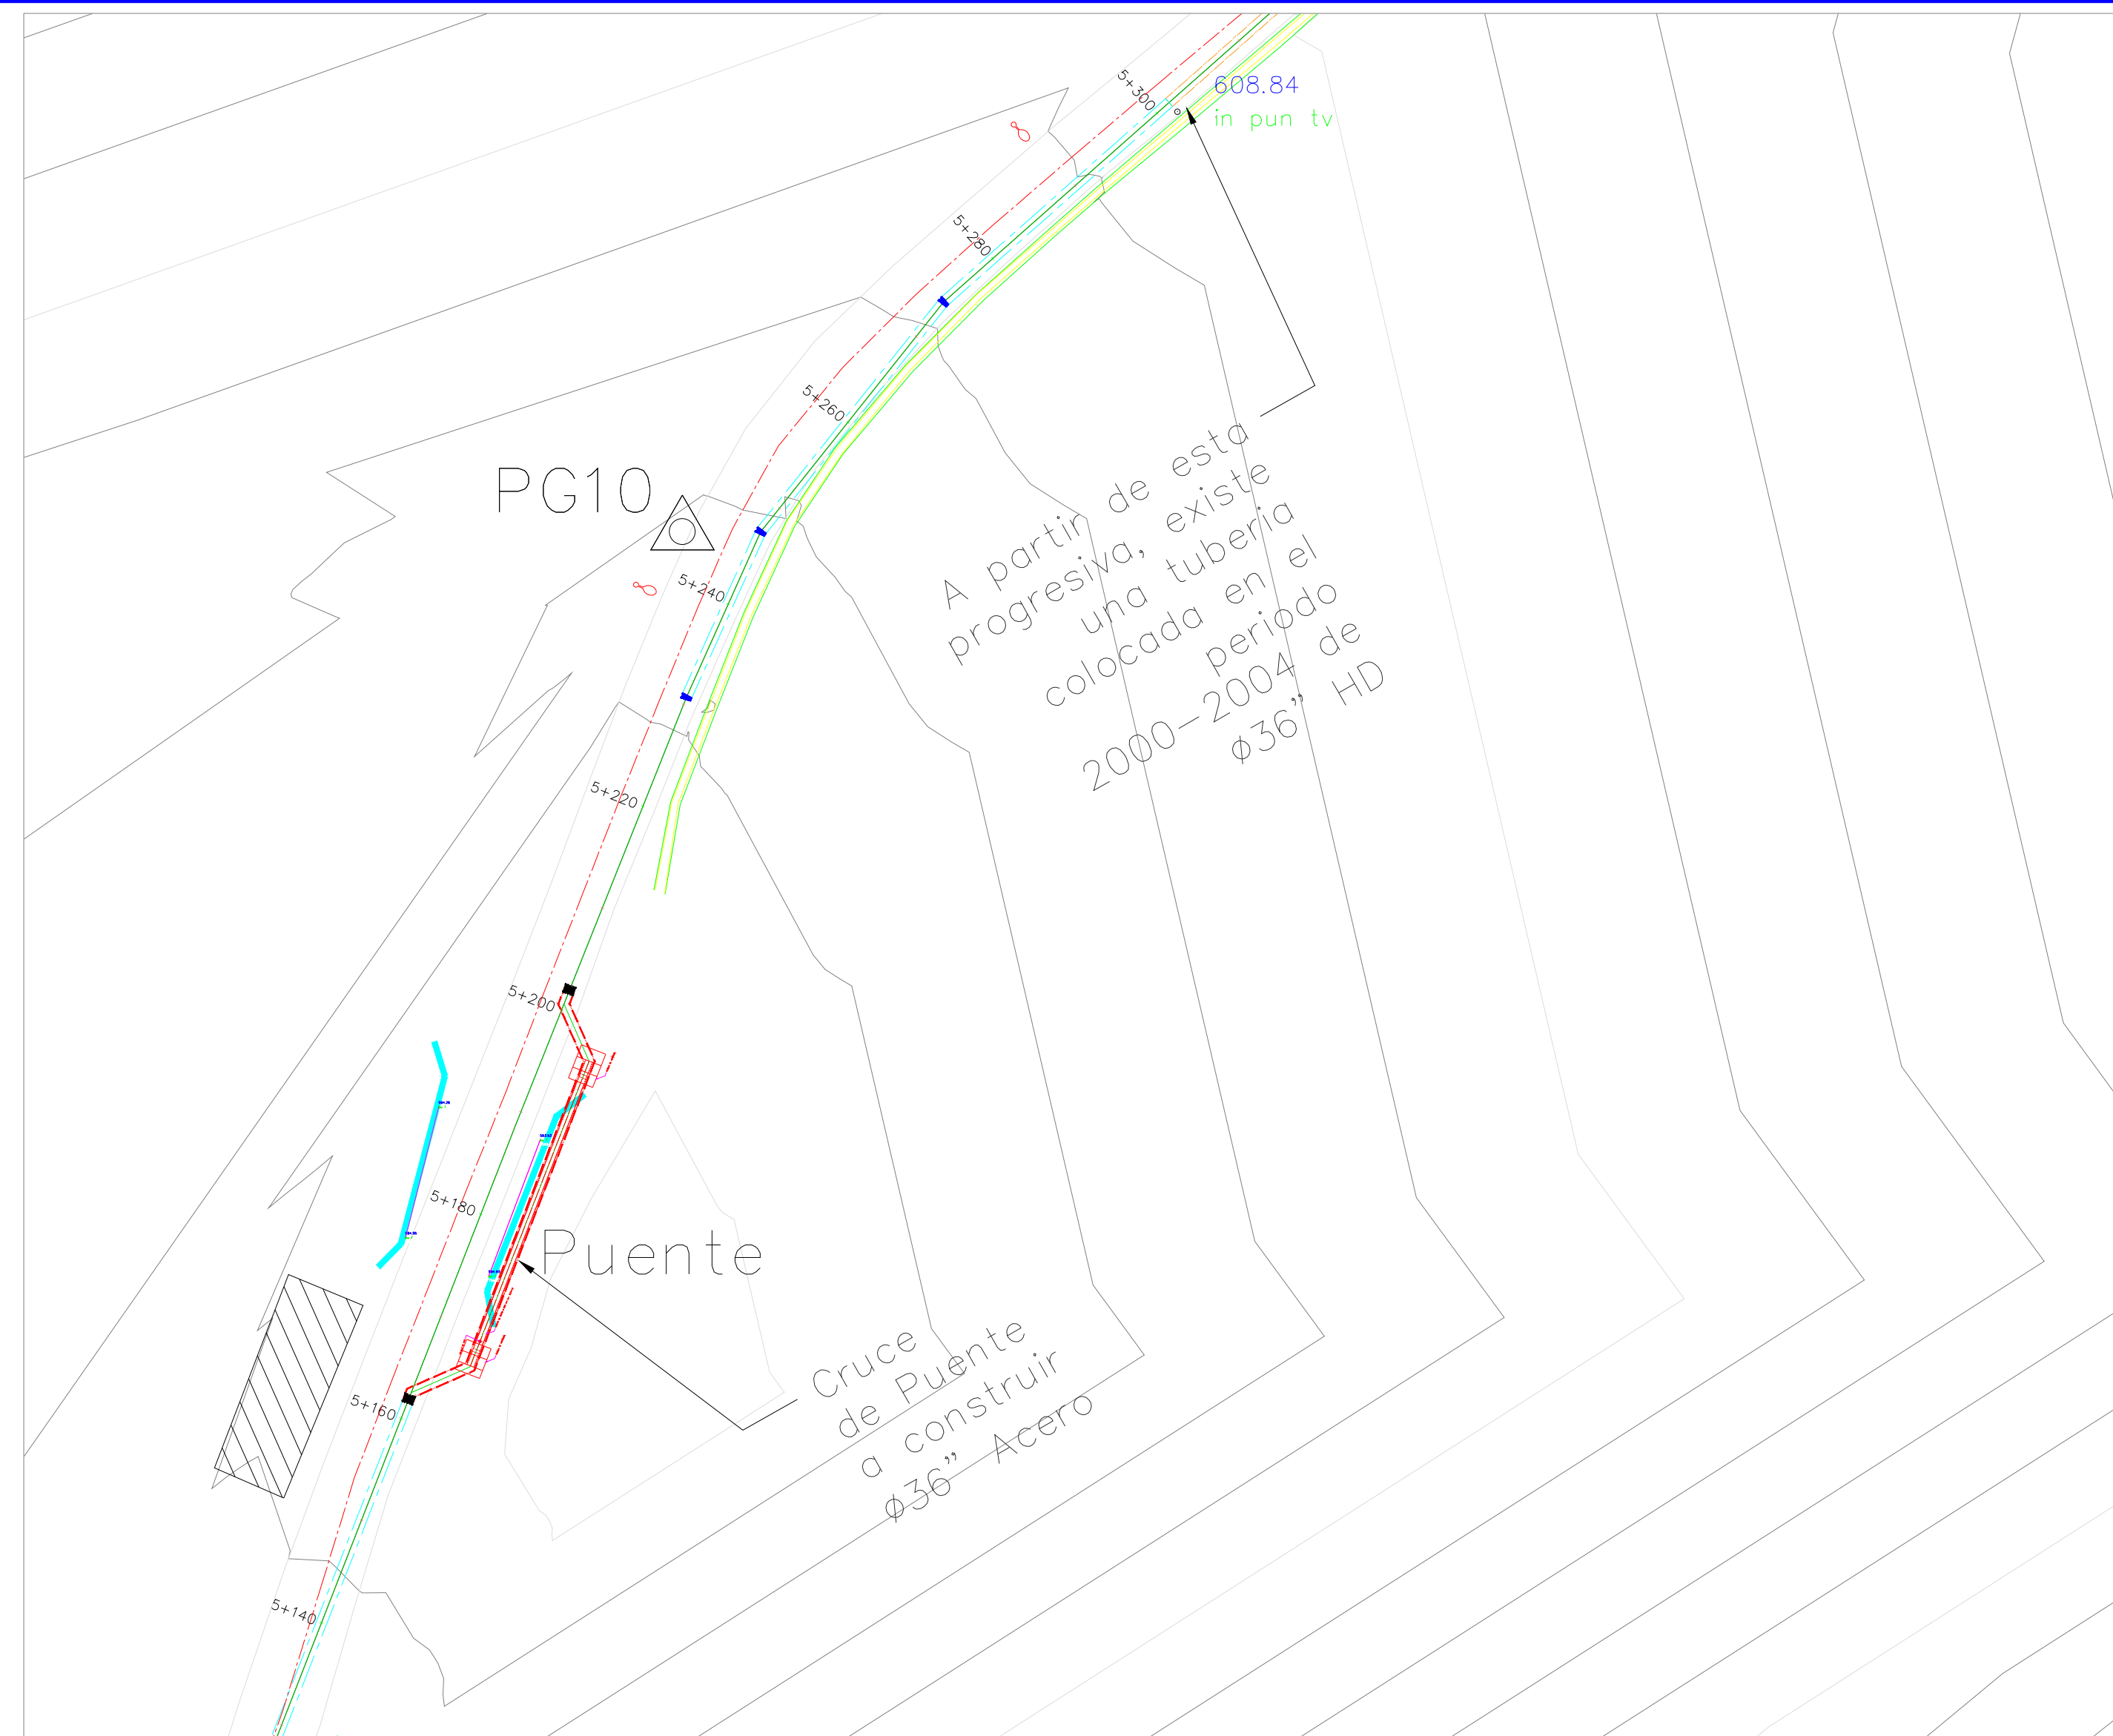 5+300
608.84
in pun tv
5+280
5+260
PG10
5+240
A partir de esta
progresiva, existe
una tuberia
colocada en el
periodo
2000-2004 de
ϕ36" HD
5+220
5+200
5+180
Puente
Cruce
de Puente
a construir
ϕ36" Acero
5+160
5+140